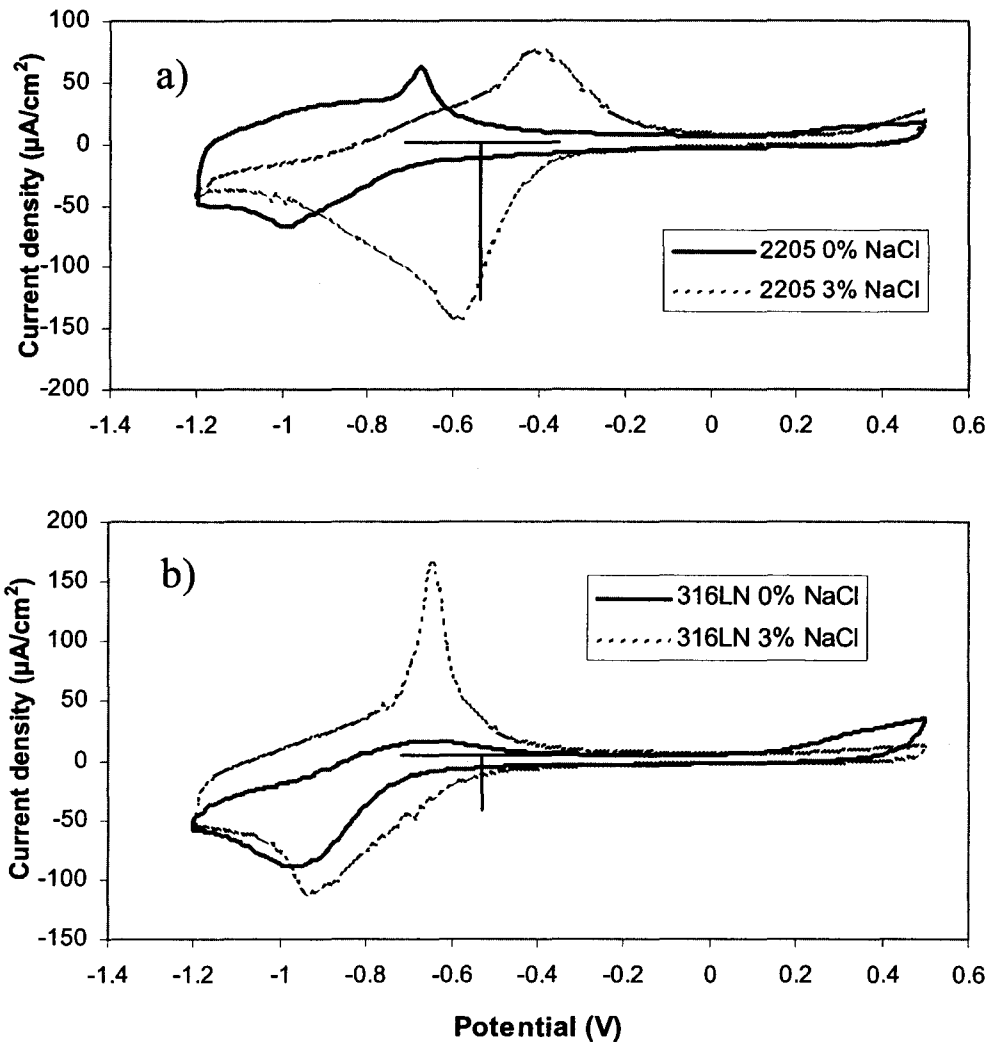 a)
Current density (µA/cm²)
100
50
0
-50
-100
-150
-200
-1.4 -1.2 -1 -0.8 -0.6 -0.4 -0.2 0 0.2 0.4 0.6
2205 0% NaCl
2205 3% NaCl
b)
Current density (µA/cm²)
200
150
100
50
0
-50
-100
-150
-1.4 -1.2 -1 -0.8 -0.6 -0.4 -0.2 0 0.2 0.4 0.6
316LN 0% NaCl
316LN 3% NaCl
Potential (V)